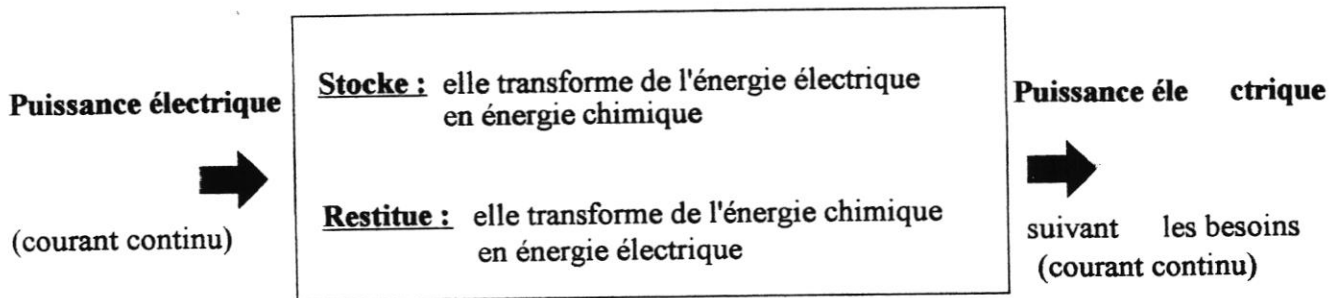 Puissance électrique
(courant continu)
Stocke : elle transforme de l'énergie électrique
en énergie chimique
Restitue : elle transforme de l'énergie chimique
en énergie électrique
Puissance éle ctrique
suivant les besoins
(courant continu)